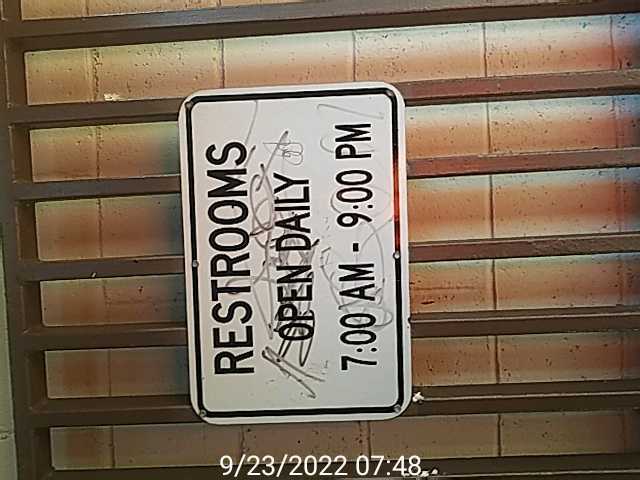 RESTROOMS
OPEN DAILY
7:00 AM - 9:00 PM
9/23/2022 07:48